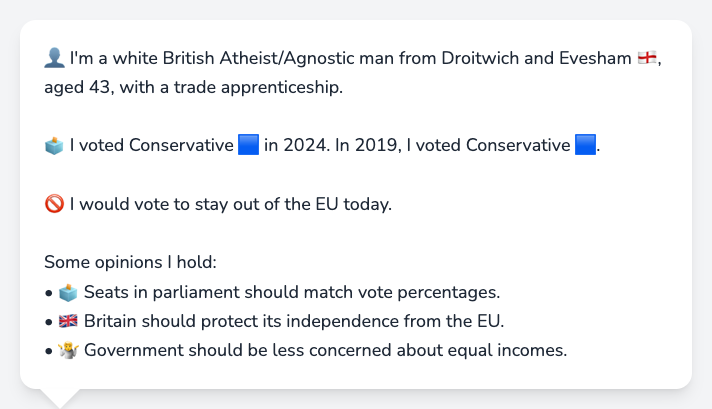 👤 I'm a white British Atheist/Agnostic man from Droitwich and Evesham 🏴󠁧󠁢󠁥󠁮󠁧󠁿,
aged 43, with a trade apprenticeship.
🗳️ I voted Conservative 🟦 in 2024. In 2019, I voted Conservative 🟦.
🚫 I would vote to stay out of the EU today.
Some opinions I hold:
• 🗳️ Seats in parliament should match vote percentages.
• 🇬🇧 Britain should protect its independence from the EU.
• 🤷 Government should be less concerned about equal incomes.